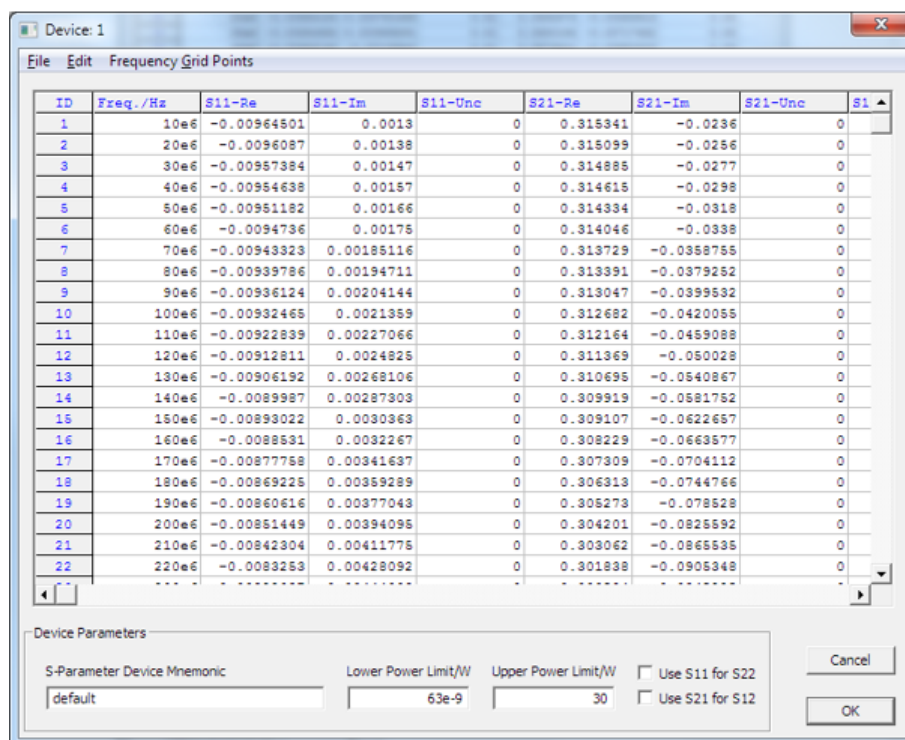 Device: 1
File Edit Frequency Grid Points
ID Freq./Hz S11-Re S11-Im S11-Unc S21-Re S21-Im S21-Unc S1
1 10e6 -0.00964501 0.0013 0 0.315341 -0.0236 0
2 20e6 -0.0096087 0.00138 0 0.315099 -0.0256 0
3 30e6 -0.00957384 0.00147 0 0.314885 -0.0277 0
4 40e6 -0.00954638 0.00157 0 0.314615 -0.0298 0
5 50e6 -0.00951182 0.00166 0 0.314334 -0.0318 0
6 60e6 -0.0094736 0.00175 0 0.314046 -0.0338 0
7 70e6 -0.00943323 0.00185116 0 0.313729 -0.0358755 0
8 80e6 -0.00939786 0.00194711 0 0.313391 -0.0379252 0
9 90e6 -0.00936124 0.00204144 0 0.313047 -0.0399532 0
10 100e6 -0.00932465 0.0021359 0 0.312682 -0.0420055 0
11 110e6 -0.00922839 0.00227066 0 0.312164 -0.0459088 0
12 120e6 -0.00912811 0.0024825 0 0.311369 -0.050028 0
13 130e6 -0.00906192 0.00268106 0 0.310695 -0.0540867 0
14 140e6 -0.0089987 0.00287303 0 0.309919 -0.0581752 0
15 150e6 -0.00893022 0.0030363 0 0.309107 -0.0622657 0
16 160e6 -0.0088531 0.0032267 0 0.308229 -0.0663577 0
17 170e6 -0.00877758 0.00341637 0 0.307309 -0.0704112 0
18 180e6 -0.00869225 0.00359289 0 0.306313 -0.0744766 0
19 190e6 -0.00860616 0.00377043 0 0.305273 -0.078528 0
20 200e6 -0.00851449 0.00394095 0 0.304201 -0.0825592 0
21 210e6 -0.00842304 0.00411775 0 0.303062 -0.0865535 0
22 220e6 -0.0083253 0.00428092 0 0.301838 -0.0905348 0
Device Parameters
S-Parameter Device Mnemonic Lower Power Limit/W Upper Power Limit/W Use S11 for S22 Cancel
default 63e-9 30 Use S21 for S12 OK